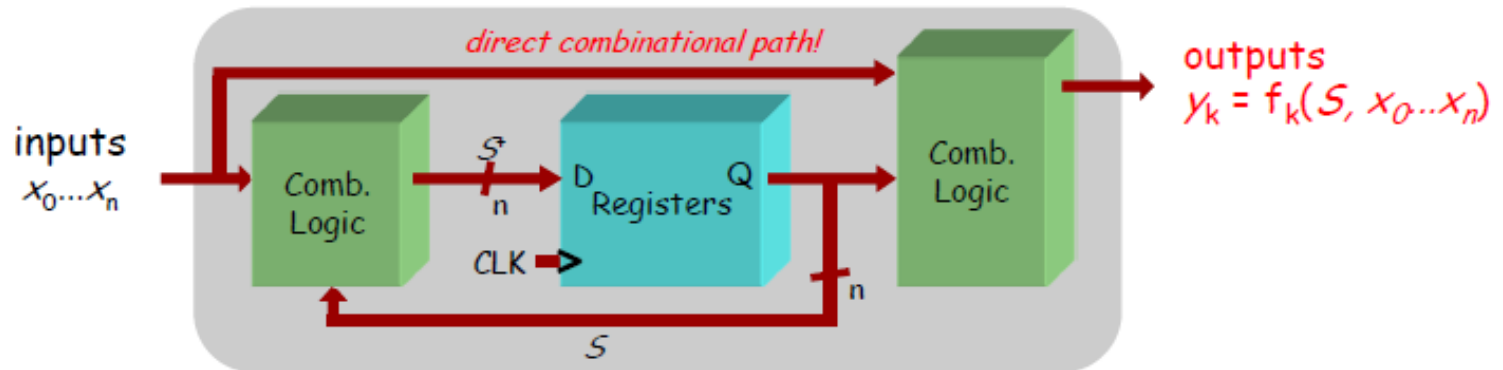 direct combinational path!
inputs
x₀...xₙ
Comb.
Logic
S⁺
n
D
Q
Registers
CLK
n
S
Comb.
Logic
outputs
yₖ = fₖ(S, x₀...xₙ)